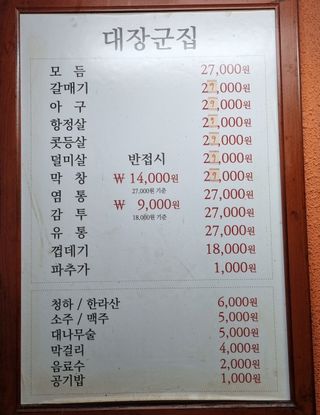 대장군집
모 듬 27,000원
갈매기
아 구
항정살
콧등살
덜미살 반접시
막 창 ₩ 14,000원
27,000원 기준
염 통 27,000원
₩ 9,000원
감 투 27,000원
18,000원 기준
유 통 27,000원
껍데기 18,000원
파추가 1,000원
청하 / 한라산 6,000원
소주 / 맥주 5,000원
대나무술 5,000원
막걸리 4,000원
음료수 2,000원
공기밥 1,000원